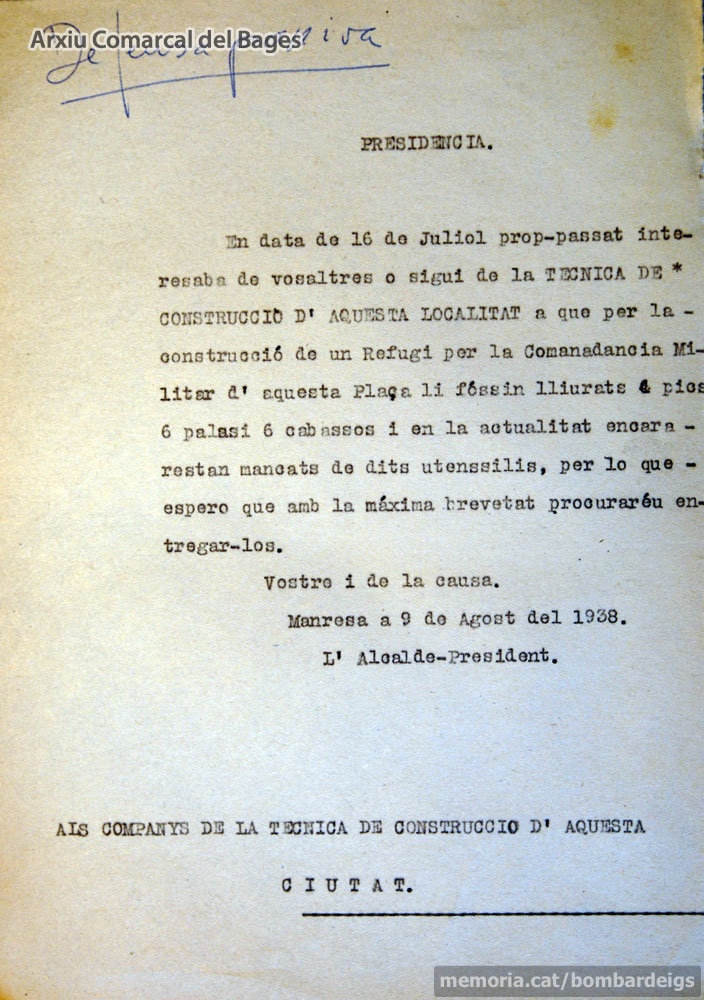 Arxiu Comarcal del Bages
Defensa passiva
PRESIDENCIA.
En data de 16 de Juliol prop-passat inte-
resaba de vosaltres o sigui de la TECNICA DE *
CONSTRUCCIÓ D' AQUESTA LOCALITAT a que per la -
construcció de un Refugi per la Comanadancia Mi-
litar d' aquesta Plaça li fóssin lliurats 4 pics
6 palasi 6 cabassos i en la actualitat encara -
restan mancats de dits utenssilis, per lo que -
espero que amb la máxima brevetat procuraréu en-
tregar-los.
Vostre i de la causa.
Manresa a 9 de Agost del 1938.
L' Alcalde-President.
AlS COMPANYS DE LA TECNICA DE CONSTRUCCIO D' AQUESTA
C I U T A T.
memoria.cat/bombardeigs